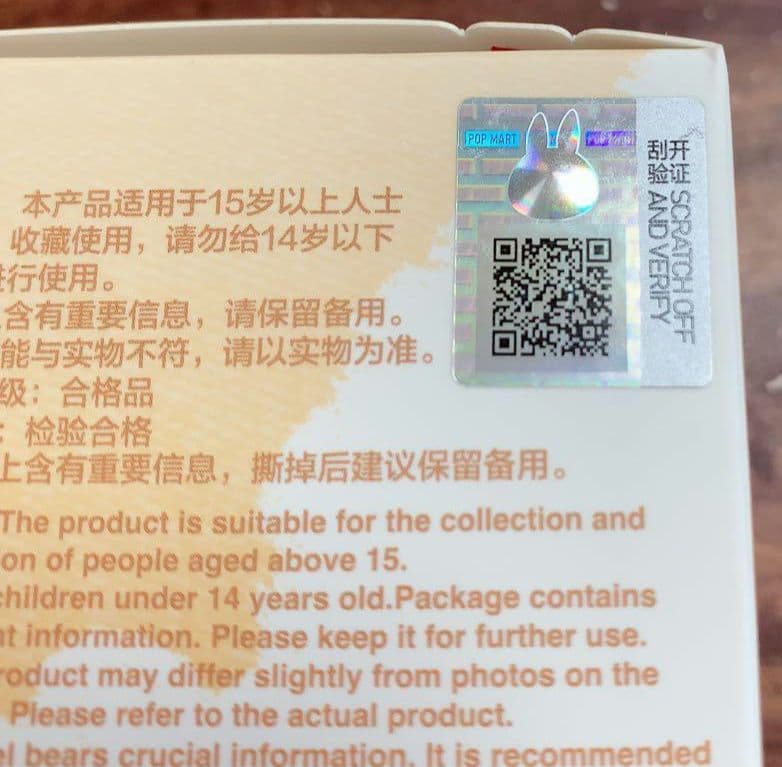 本产品适用于15岁以上人士
收藏使用，请勿给14岁以下
进行使用。
含有重要信息，请保留备用。
能与实物不符，请以实物为准。
级：合格品
：检验合格
上含有重要信息，撕掉后建议保留备用。
The product is suitable for the collection and
on of people aged above 15.
children under 14 years old.Package contains
nt information. Please keep it for further use.
roduct may differ slightly from photos on the
Please refer to the actual product.
el bears crucial information. It is recommended
POP MART
刮开
验证
SCRATCH OFF
AND VERIFY